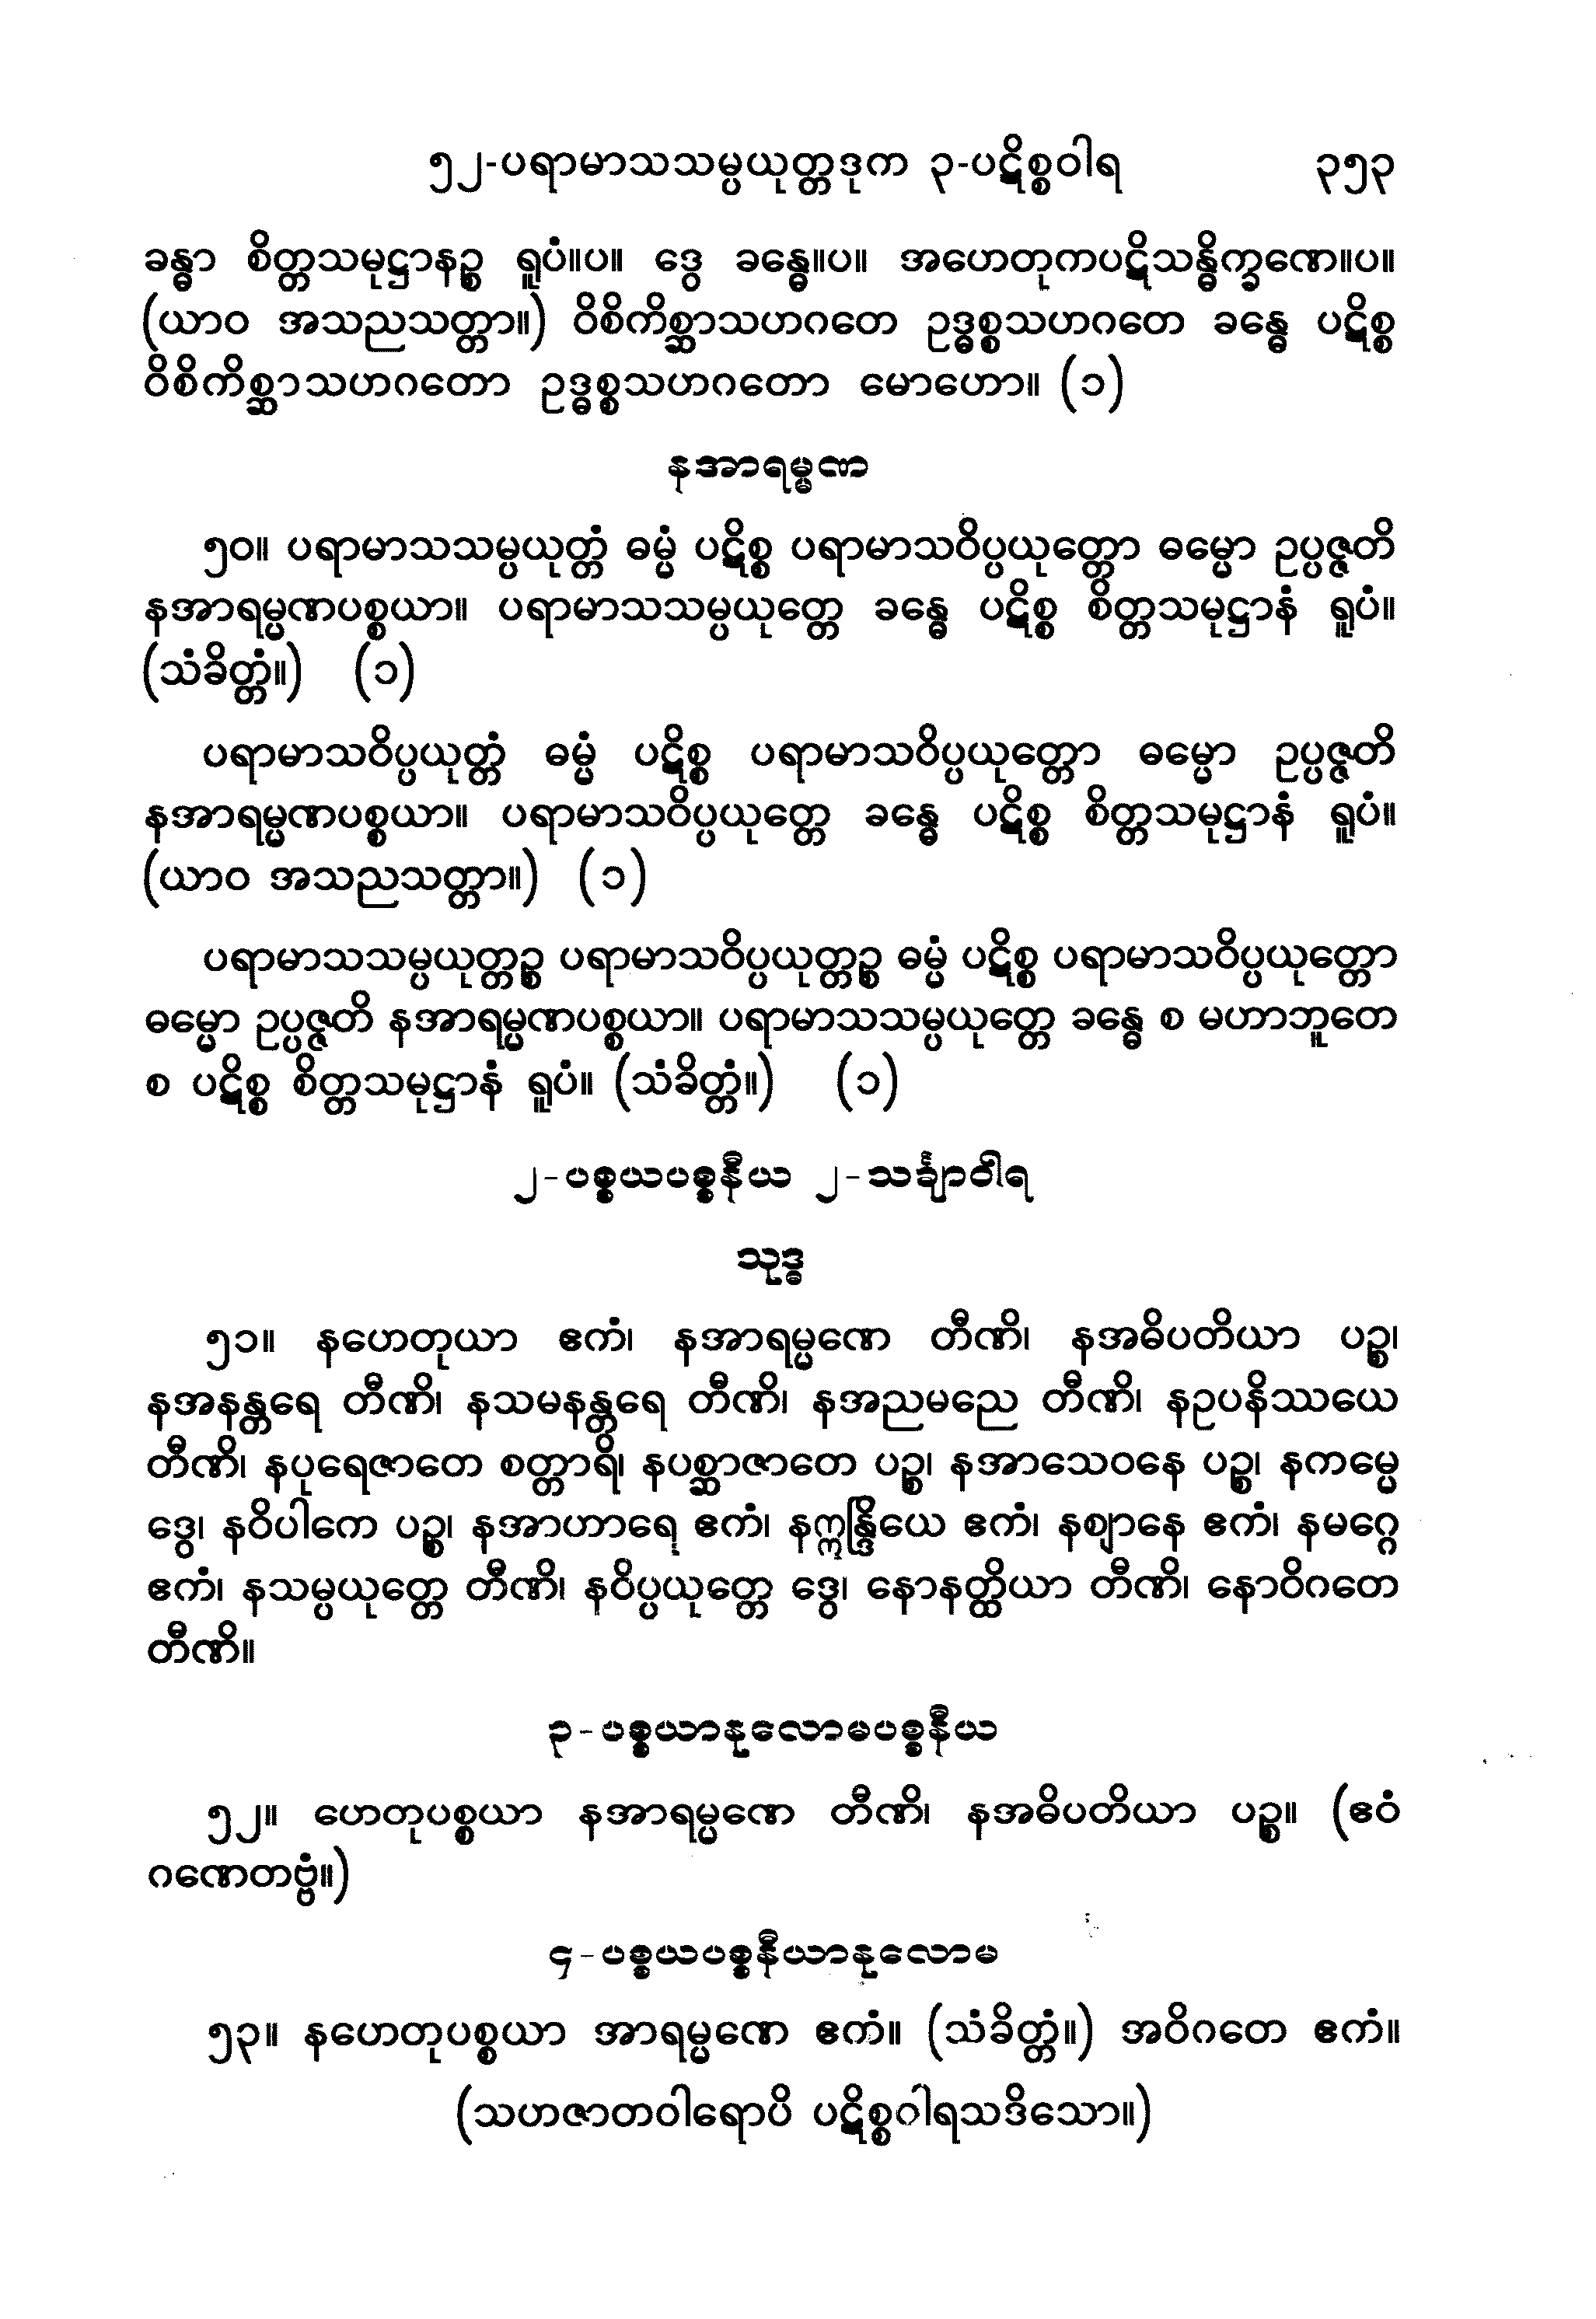 ၅၂-ပရာမာသသမ္ပယုတ္တဒုက ၃-ပဋိစ္စဝါရ ၃၅၃
ခန္ဓာ စိတ္တသမုဋ္ဌာနဉ္စ ရူပံ။ပ။ ဒွေ ခန္ဓေ။ပ။ အဟေတုကပဋိသန္ဓိက္ခဏေ။ပ။
(ယာဝ အသညသတ္တာ။) ဝိစိကိစ္ဆာသဟဂတေ ဥဒ္ဓစ္စသဟဂတေ ခန္ဓေ ပဋိစ္စ
ဝိစိကိစ္ဆာသဟဂတော ဥဒ္ဓစ္စသဟဂတော မောဟော။ (၁)
နအာရမ္မဏ
၅၀။ ပရာမာသသမ္ပယုတ္တံ ဓမ္မံ ပဋိစ္စ ပရာမာသဝိပ္ပယုတ္တော ဓမ္မော ဥပ္ပဇ္ဇတိ
နအာရမ္မဏပစ္စယာ။ ပရာမာသသမ္ပယုတ္တေ ခန္ဓေ ပဋိစ္စ စိတ္တသမုဋ္ဌာနံ ရူပံ။
(သံခိတ္တံ။) (၁)
ပရာမာသဝိပ္ပယုတ္တံ ဓမ္မံ ပဋိစ္စ ပရာမာသဝိပ္ပယုတ္တော ဓမ္မော ဥပ္ပဇ္ဇတိ
နအာရမ္မဏပစ္စယာ။ ပရာမာသဝိပ္ပယုတ္တေ ခန္ဓေ ပဋိစ္စ စိတ္တသမုဋ္ဌာနံ ရူပံ။
(ယာဝ အသညသတ္တာ။) (၁)
ပရာမာသသမ္ပယုတ္တဉ္စ ပရာမာသဝိပ္ပယုတ္တဉ္စ ဓမ္မံ ပဋိစ္စ ပရာမာသဝိပ္ပယုတ္တော
ဓမ္မော ဥပ္ပဇ္ဇတိ နအာရမ္မဏပစ္စယာ။ ပရာမာသသမ္ပယုတ္တေ ခန္ဓေ စ မဟာဘူတေ
စ ပဋိစ္စ စိတ္တသမုဋ္ဌာနံ ရူပံ။ (သံခိတ္တံ။) (၁)
၂-ပစ္စယပစ္စနီယ ၂-သင်္ချာဝါရ
သုဒ္ဓ
၅၁။ နဟေတုယာ ဧကံ၊ နအာရမ္မဏေ တီဏိ၊ နအဓိပတိယာ ပဉ္စ၊
နအနန္တရေ တီဏိ၊ နသမနန္တရေ တီဏိ၊ နအညမညေ တီဏိ၊ နဥပနိဿယေ
တီဏိ၊ နပုရေဇာတေ စတ္တာရိ၊ နပစ္ဆာဇာတေ ပဉ္စ၊ နအာသေဝနေ ပဉ္စ၊ နကမ္မေ
ဒွေ၊ နဝိပါကေ ပဉ္စ၊ နအာဟာရေ ဧကံ၊ နဣန္ဒြိယေ ဧကံ၊ နဈာနေ ဧကံ၊ နမဂ္ဂေ
ဧကံ၊ နသမ္ပယုတ္တေ တီဏိ၊ နဝိပ္ပယုတ္တေ ဒွေ၊ နောနတ္ထိယာ တီဏိ၊ နောဝိဂတေ
တီဏိ။
၃-ပစ္စယာနုလောမပစ္စနီယ
၅၂။ ဟေတုပစ္စယာ နအာရမ္မဏေ တီဏိ၊ နအဓိပတိယာ ပဉ္စ။ (ဧဝံ
ဂဏေတဗ္ဗံ။)
၄-ပစ္စယပစ္စနီယာနုလောမ
၅၃။ နဟေတုပစ္စယာ အာရမ္မဏေ ဧကံ။ (သံခိတ္တံ။) အဝိဂတေ ဧကံ။
(သဟဇာတဝါရောပိ ပဋိစ္စဝါရသဒိသော။)